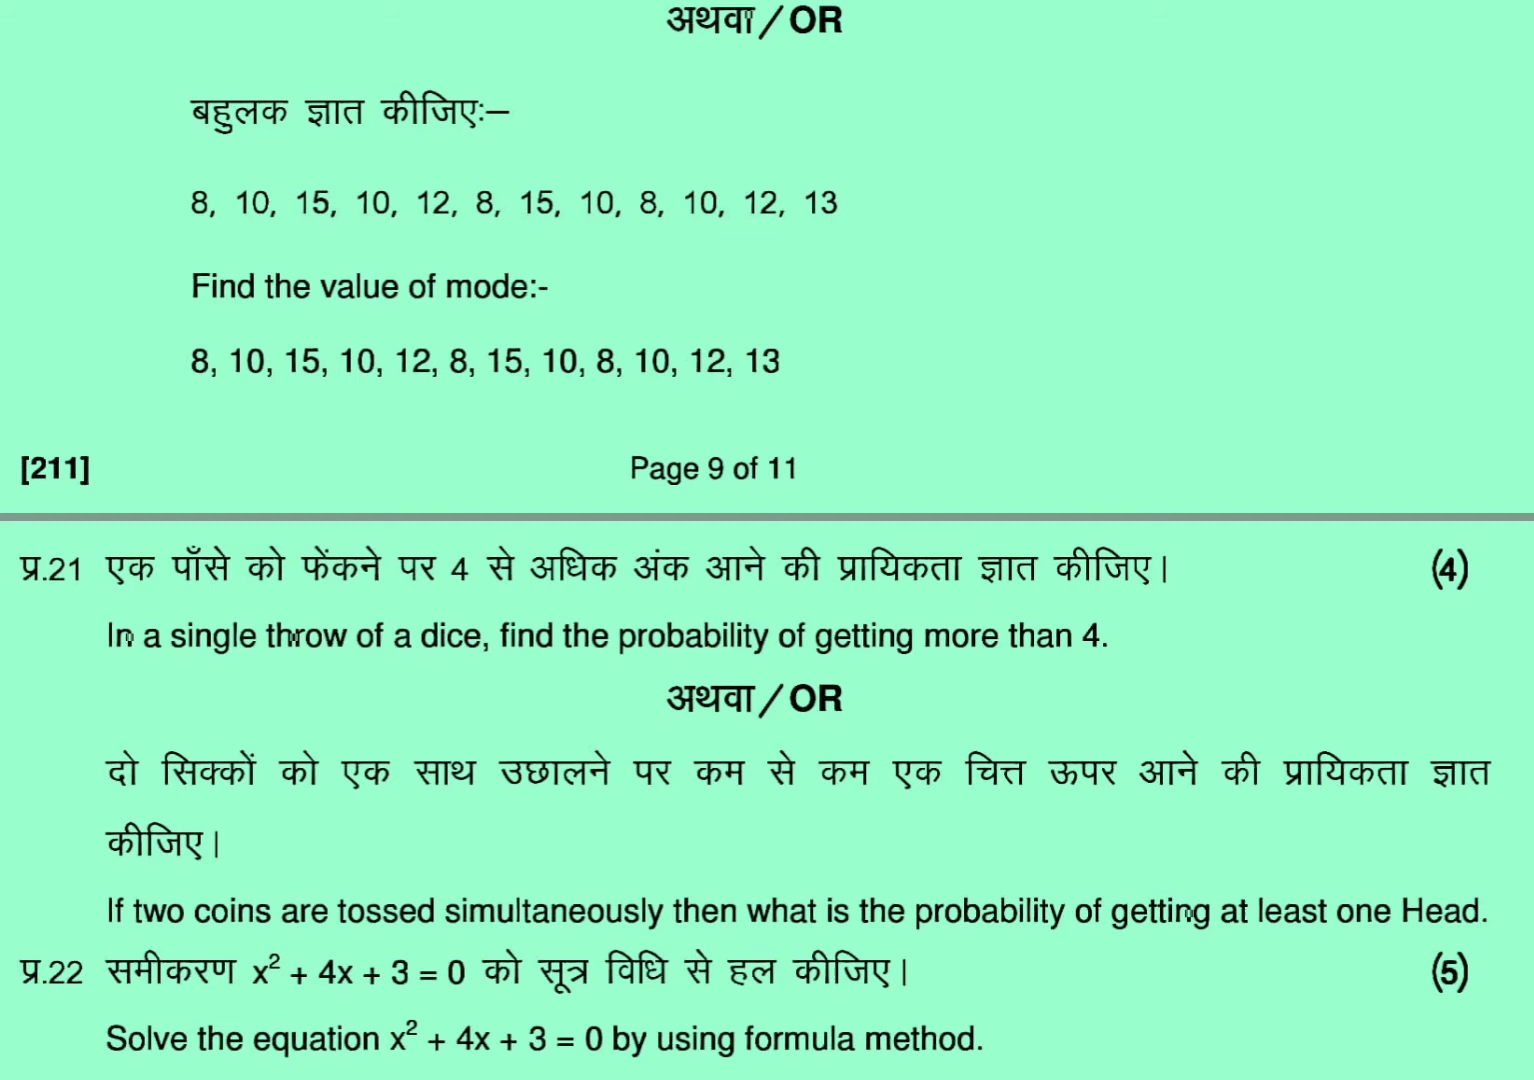 अथवा / OR
बहुलक ज्ञात कीजिए:–
8, 10, 15, 10, 12, 8, 15, 10, 8, 10, 12, 13
Find the value of mode:-
8, 10, 15, 10, 12, 8, 15, 10, 8, 10, 12, 13
[211] Page 9 of 11
प्र.21 एक पाँसे को फेंकने पर 4 से अधिक अंक आने की प्रायिकता ज्ञात कीजिए। (4)
In a single throw of a dice, find the probability of getting more than 4.
अथवा / OR
दो सिक्कों को एक साथ उछालने पर कम से कम एक चित्त ऊपर आने की प्रायिकता ज्ञात
कीजिए।
If two coins are tossed simultaneously then what is the probability of getting at least one Head.
प्र.22 समीकरण x² + 4x + 3 = 0 को सूत्र विधि से हल कीजिए। (5)
Solve the equation x² + 4x + 3 = 0 by using formula method.